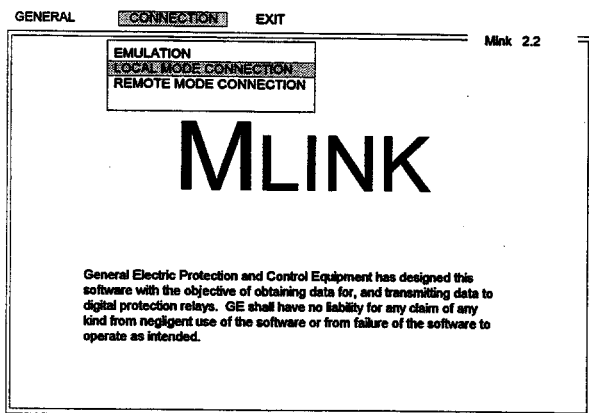 GENERAL CONNECTION EXIT
Mlink 2.2
EMULATION
LOCAL MODE CONNECTION
REMOTE MODE CONNECTION
MLINK
General Electric Protection and Control Equipment has designed this
software with the objective of obtaining data for, and transmitting data to
digital protection relays. GE shall have no liability for any claim of any
kind from negligent use of the software or from failure of the software to
operate as intended.